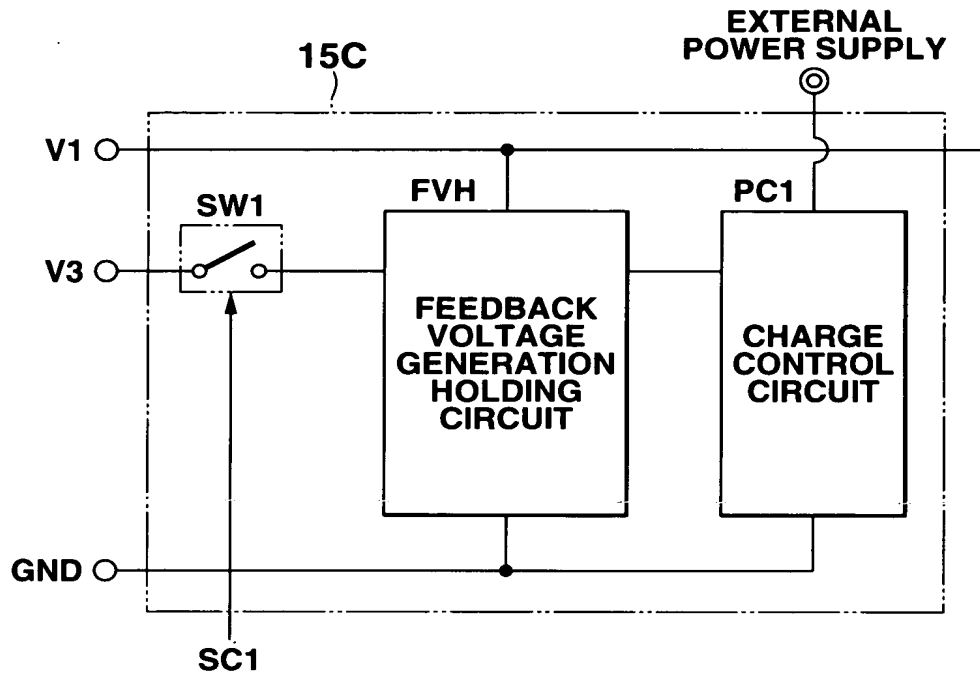 EXTERNAL
POWER SUPPLY
15C
V1
FVH
PC1
SW1
V3
FEEDBACK
VOLTAGE
GENERATION
HOLDING
CIRCUIT
CHARGE
CONTROL
CIRCUIT
GND
SC1